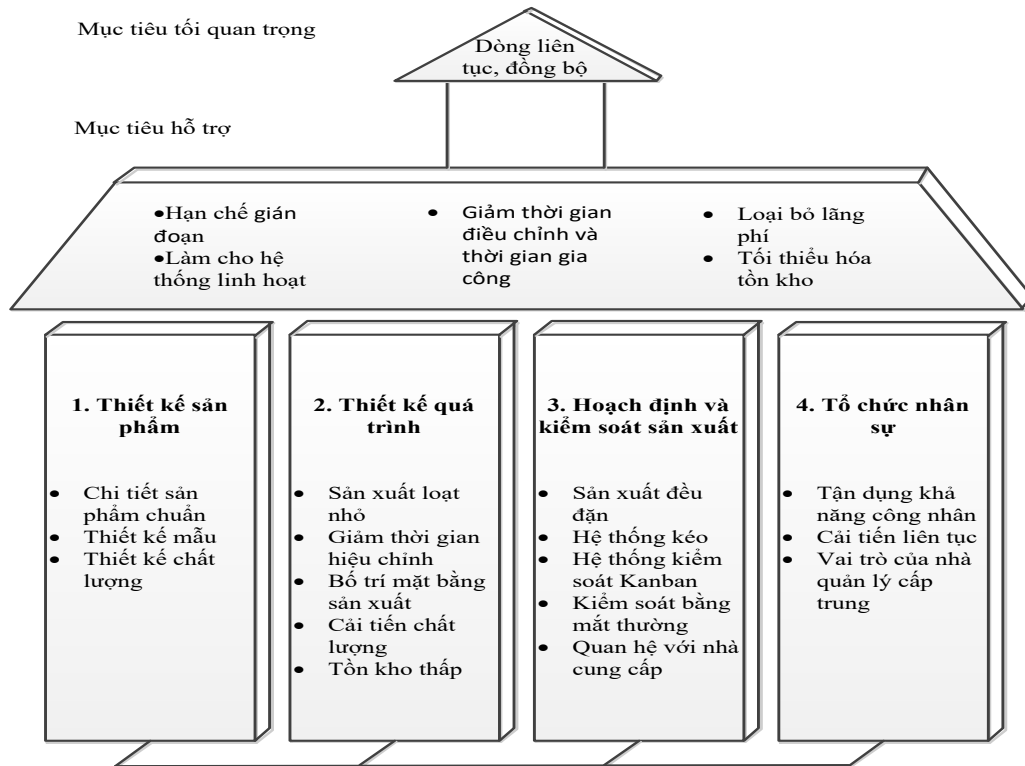 Mục tiêu tối quan trọng
Dòng liên
tục, đồng bộ
Mục tiêu hỗ trợ
•Hạn chế gián
đoạn
•Làm cho hệ
thống linh hoạt
• Giảm thời gian
điều chỉnh và
thời gian gia
công
• Loại bỏ lãng
phí
• Tối thiểu hóa
tồn kho
1. Thiết kế sản
phẩm
• Chi tiết sản
phẩm chuẩn
• Thiết kế mẫu
• Thiết kế chất
lượng
2. Thiết kế quá
trình
• Sản xuất loạt
nhỏ
• Giảm thời gian
hiệu chỉnh
• Bố trí mặt bằng
sản xuất
• Cải tiến chất
lượng
• Tồn kho thấp
3. Hoạch định và
kiểm soát sản xuất
• Sản xuất đều
đặn
• Hệ thống kéo
• Hệ thống kiểm
soát Kanban
• Kiểm soát bằng
mắt thường
• Quan hệ với nhà
cung cấp
4. Tổ chức nhân
sự
• Tận dụng khả
năng công nhân
• Cải tiến liên tục
• Vai trò của nhà
quản lý cấp
trung